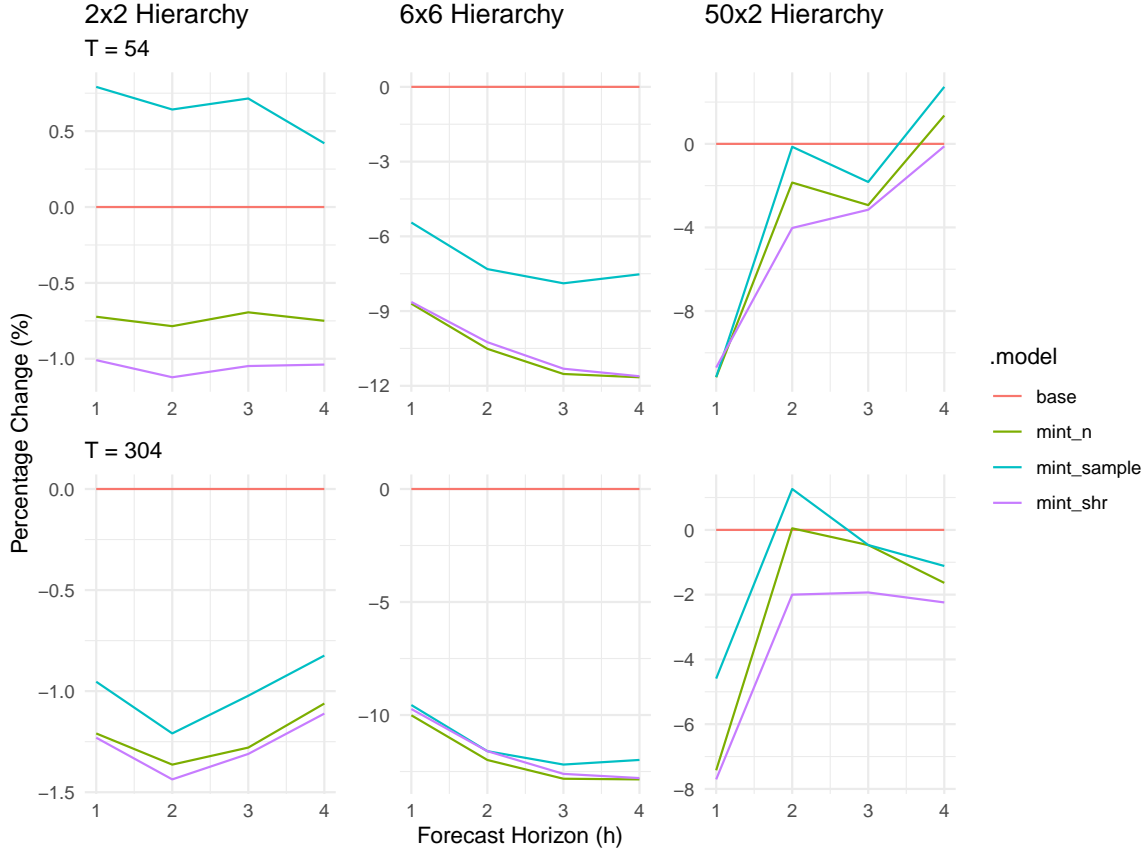 2x2 Hierarchy
6x6 Hierarchy
50x2 Hierarchy
T = 54
0.5
0.0
−0.5
−1.0
1 2 3 4
0
−3
−6
−9
−12
1 2 3 4
0
−4
−8
1 2 3 4
T = 304
0.0
−0.5
−1.0
−1.5
1 2 3 4
0
−5
−10
1 2 3 4
0
−2
−4
−6
−8
1 2 3 4
Percentage Change (%)
Forecast Horizon (h)
.model
base
mint_n
mint_sample
mint_shr